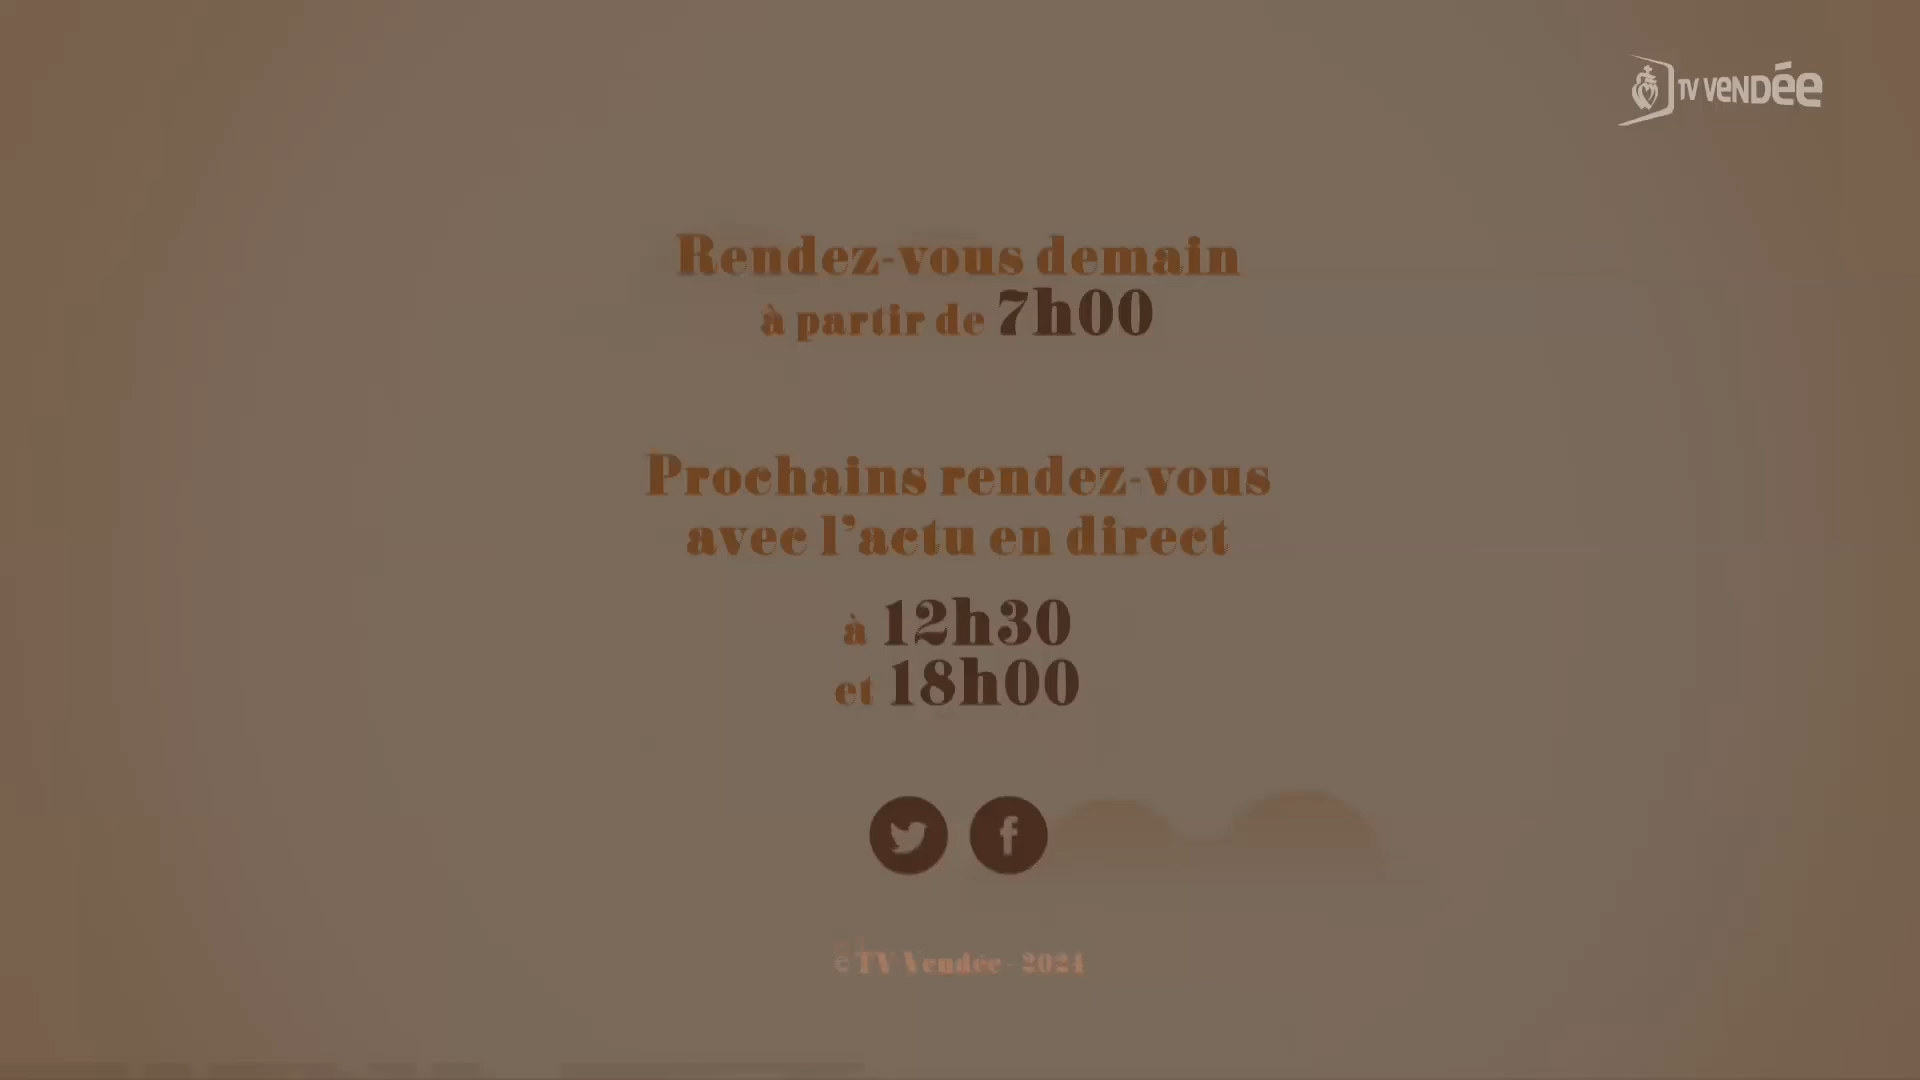 TV VENDÉE
Rendez-vous demain
à partir de 7h00
Prochains rendez-vous
avec l'actu en direct
à 12h30
et 18h00
© TV Vendée - 2024